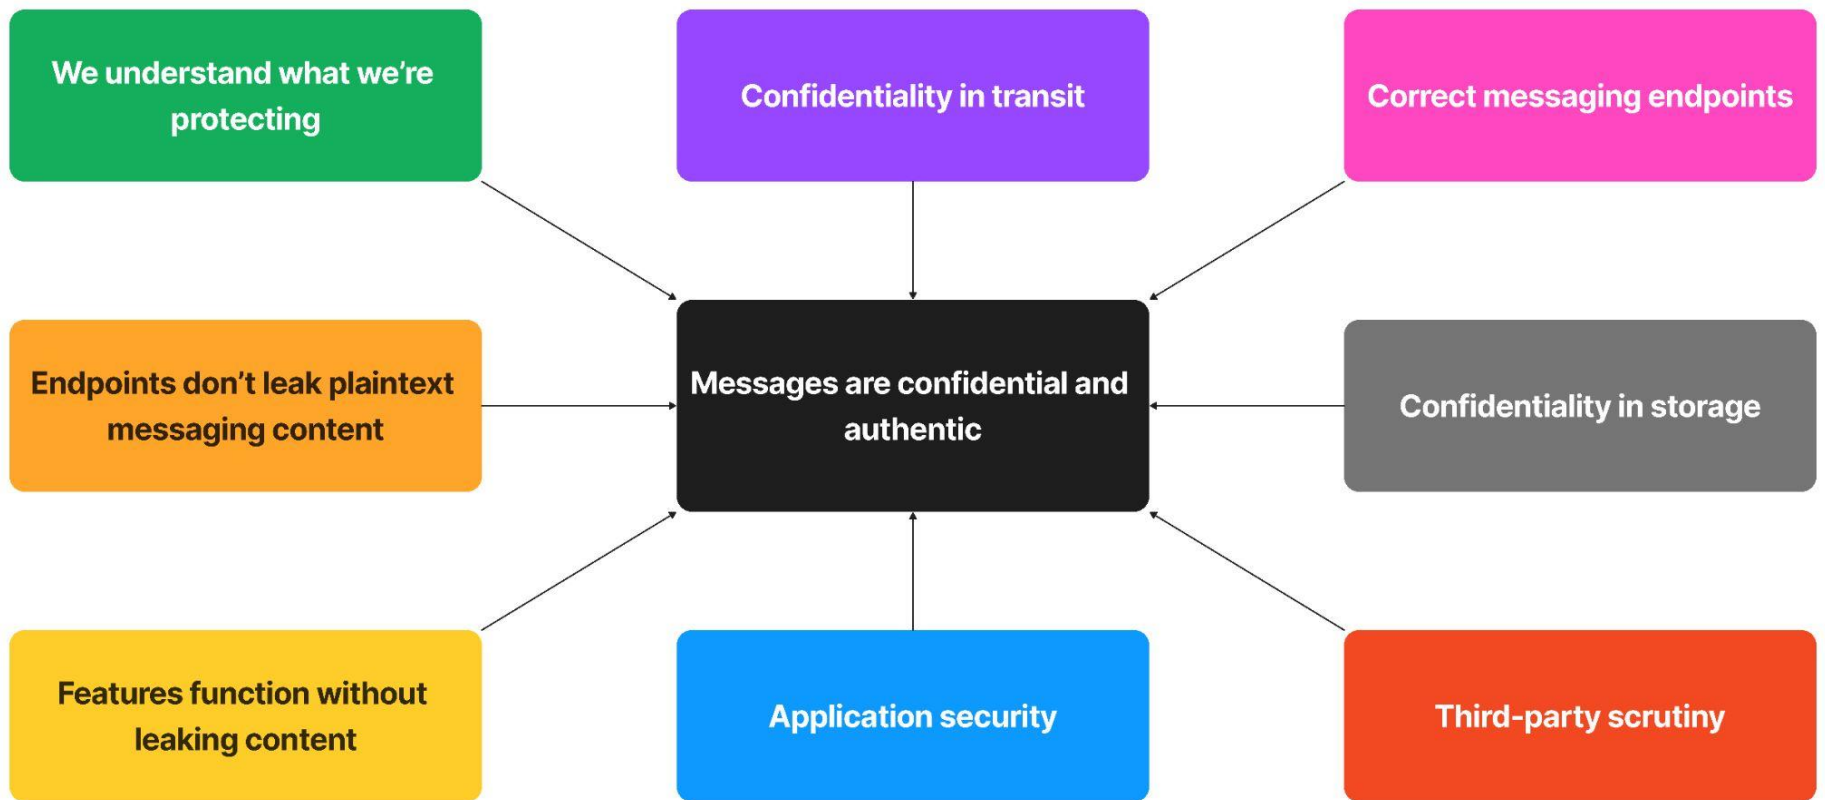 We understand what we’re
protecting
Confidentiality in transit
Correct messaging endpoints
Endpoints don’t leak plaintext
messaging content
Messages are confidential and
authentic
Confidentiality in storage
Features function without
leaking content
Application security
Third-party scrutiny